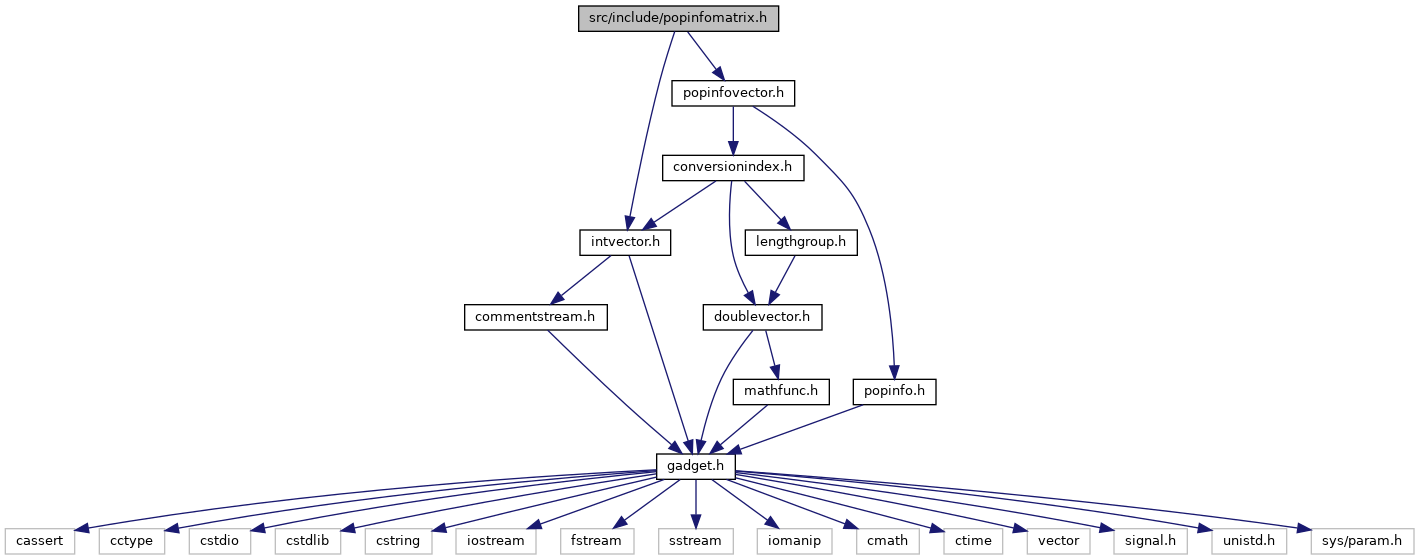 src/include/popinfomatrix.h
popinfovector.h
conversionindex.h
intvector.h
lengthgroup.h
commentstream.h
doublevector.h
mathfunc.h
popinfo.h
gadget.h
cassert
cctype
cstdio
cstdlib
cstring
iostream
fstream
sstream
iomanip
cmath
ctime
vector
signal.h
unistd.h
sys/param.h